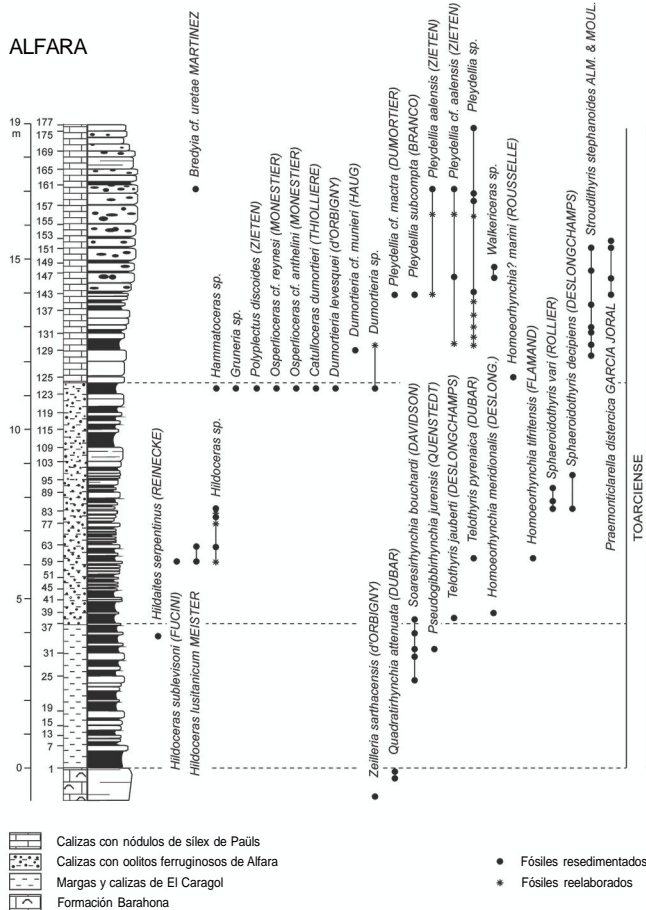 ALFARA
19
m
15
10
5
0
177
175
169
165
161
157
155
153
151
149
147
143
137
131
129
125
123
119
115
109
103
95
89
83
77
63
59
51
45
41
39
37
31
25
19
15
13
7
1
Hildaites serpentinus (REINECKE)
Hildoceras sublevisoni (FUCINI)
Hildoceras lusitanicum MEISTER
Bredyia cf. uretae MARTINEZ
Hildoceras sp.
Hammatoceras sp.
Gruneria sp.
Polyplectus discoides (ZIETEN)
Osperlioceras cf. reynesi (MONESTIER)
Osperlioceras cf. anthelini (MONESTIER)
Catulloceras dumortieri (THIOLLIERE)
Dumortieria levesquei (d'ORBIGNY)
Dumortieria cf. munieri (HAUG)
Dumortieria sp.
Pleydellia cf. mactra (DUMORTIER)
Pleydellia subcompta (BRANCO)
Pleydellia aalensis (ZIETEN)
Pleydellia cf. aalensis (ZIETEN)
Pleydellia sp.
Walkericeras sp.
Zeilleria sarthacensis (d'ORBIGNY)
Quadratirhynchia attenuata (DUBAR)
Soaresirhynchia bouchardi (DAVIDSON)
Pseudogibbirhynchia jurensis (QUENSTEDT)
Telothyris jauberti (DESLONGCHAMPS)
Telothyris pyrenaica (DUBAR)
Homoeorhynchia meridionalis (DESLONG.)
Homoeorhynchia? marini (ROUSSELLE)
Homoeorhynchia tifritensis (FLAMAND)
Sphaeroidothyris vari (ROLLIER)
Sphaeroidothyris decipiens (DESLONGCHAMPS)
Stroudithyris stephanoides ALM. & MOUL.
Praemonticlarella distercica GARCIA JORAL
TOARCIENSE
Calizas con nódulos de sílex de Paüls
Calizas con oolitos ferruginosos de Alfara
Margas y calizas de El Caragol
Formación Barahona
Fósiles resedimentados
Fósiles reelaborados